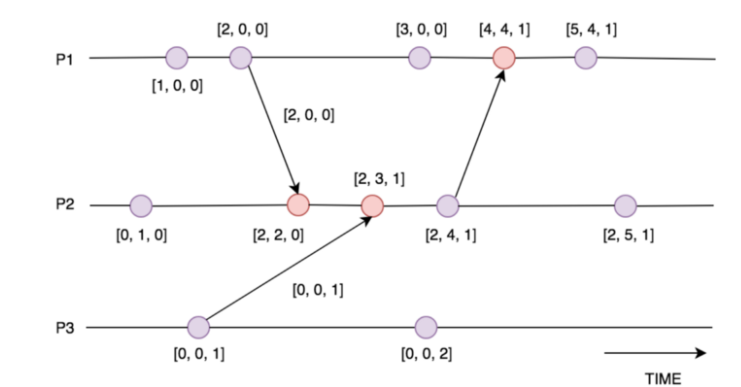 [2, 0, 0]
[3, 0, 0]
[4, 4, 1]
[5, 4, 1]
P1
[1, 0, 0]
[2, 0, 0]
[2, 3, 1]
P2
[0, 1, 0]
[2, 2, 0]
[2, 4, 1]
[2, 5, 1]
[0, 0, 1]
P3
[0, 0, 1]
[0, 0, 2]
TIME